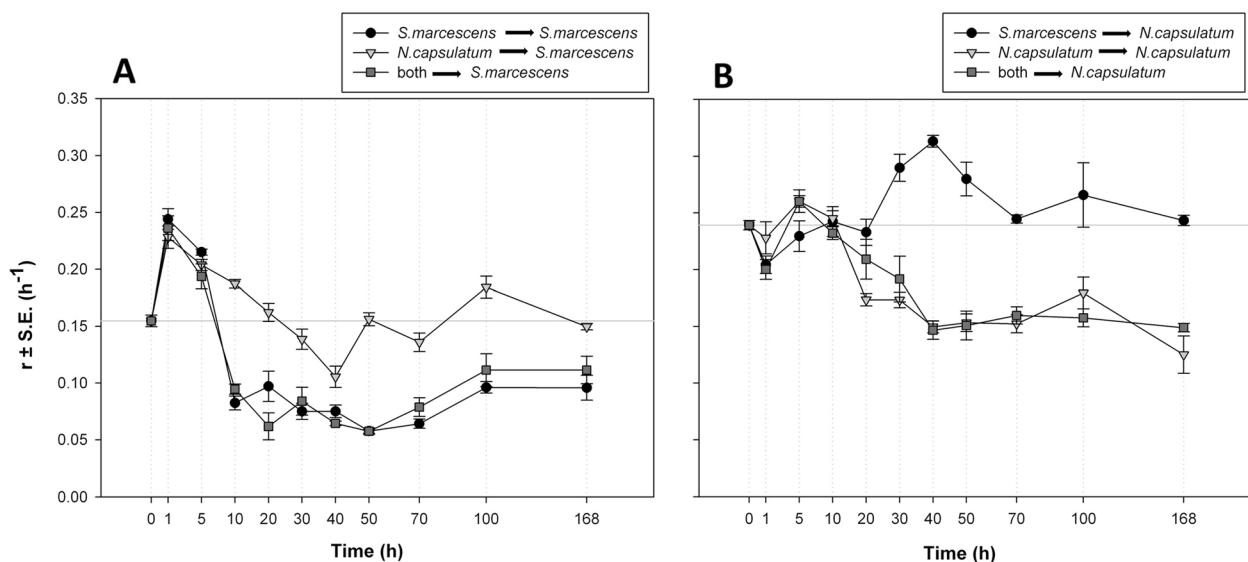 S.marcescens → S.marcescens
N.capsulatum → S.marcescens
both → S.marcescens
A
0.35
0.30
0.25
0.20
0.15
0.10
0.05
0.00
r ± S.E. (h⁻¹)
0 1 5 10 20 30 40 50 70 100 168
Time (h)
S.marcescens → N.capsulatum
N.capsulatum → N.capsulatum
both → N.capsulatum
B
0 1 5 10 20 30 40 50 70 100 168
Time (h)